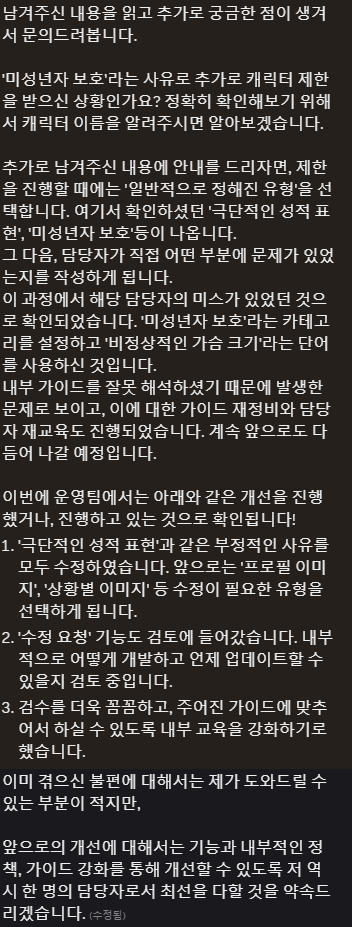 남겨주신 내용을 읽고 추가로 궁금한 점이 생겨
서 문의드려봅니다.
'미성년자 보호'라는 사유로 추가로 캐릭터 제한
을 받으신 상황인가요? 정확히 확인해보기 위해
서 캐릭터 이름을 알려주시면 알아보겠습니다.
추가로 남겨주신 내용에 안내를 드리자면, 제한
을 진행할 때에는 '일반적으로 정해진 유형'을 선
택합니다. 여기서 확인하셨던 '극단적인 성적 표
현', '미성년자 보호'등이 나옵니다.
그 다음, 담당자가 직접 어떤 부분에 문제가 있었
는지를 작성하게 됩니다.
이 과정에서 해당 담당자의 미스가 있었던 것으
로 확인되었습니다. '미성년자 보호'라는 카테고
리를 설정하고 '비정상적인 가슴 크기'라는 단어
를 사용하신 것입니다.
내부 가이드를 잘못 해석하셨기 때문에 발생한
문제로 보이고, 이에 대한 가이드 재정비와 담당
자 재교육도 진행되었습니다. 계속 앞으로도 다
듬어 나갈 예정입니다.
이번에 운영팀에서는 아래와 같은 개선을 진행
했거나, 진행하고 있는 것으로 확인됩니다!
1. '극단적인 성적 표현'과 같은 부정적인 사유를
모두 수정하였습니다. 앞으로는 '프로필 이미
지', '상황별 이미지' 등 수정이 필요한 유형을
선택하게 됩니다.
2. '수정 요청' 기능도 검토에 들어갔습니다. 내부
적으로 어떻게 개발하고 언제 업데이트할 수
있을지 검토 중입니다.
3. 검수를 더욱 꼼꼼하고, 주어진 가이드에 맞추
어서 하실 수 있도록 내부 교육을 강화하기로
했습니다.
이미 겪으신 불편에 대해서는 제가 도와드릴 수
있는 부분이 적지만,
앞으로의 개선에 대해서는 기능과 내부적인 정
책, 가이드 강화를 통해 개선할 수 있도록 저 역
시 한 명의 담당자로서 최선을 다할 것을 약속드
리겠습니다. (수정됨)